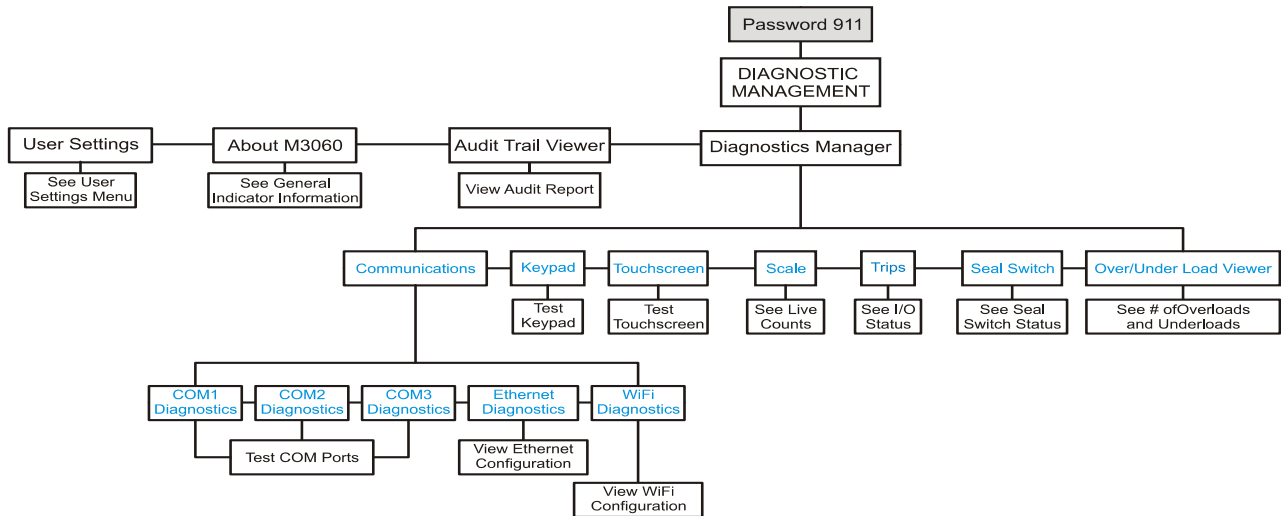 Password 911
DIAGNOSTIC
MANAGEMENT
User Settings
About M3060
Audit Trail Viewer
Diagnostics Manager
See User
Settings Menu
See General
Indicator Information
View Audit Report
Communications
Keypad
Touchscreen
Scale
Trips
Seal Switch
Over/Under Load Viewer
Test
Keypad
Test
Touchscreen
See Live
Counts
See I/O
Status
See Seal
Switch Status
See # ofOverloads
and Underloads
COM1
Diagnostics
COM2
Diagnostics
COM3
Diagnostics
Ethernet
Diagnostics
WiFi
Diagnostics
Test COM Ports
View Ethernet
Configuration
View WiFi
Configuration